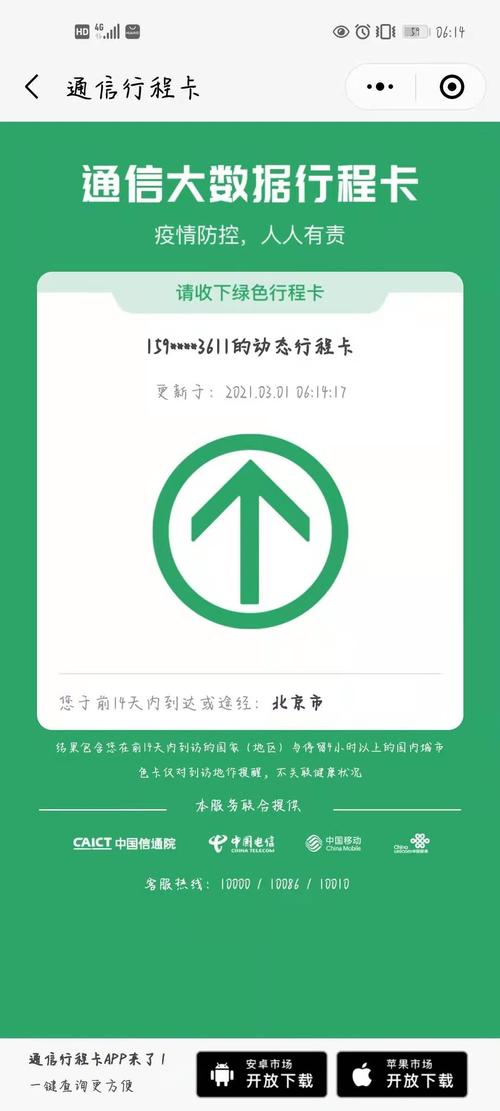 HD 4G 59 06:14
通信行程卡
通信大数据行程卡
疫情防控，人人有责
请收下绿色行程卡
159****3611的动态行程卡
更新于：2021.03.01 06:14:17
您于前14天内到达或途经：北京市
结果包含您在前14天内到访的国家（地区）与停留4小时以上的国内城市
色卡仅对到访地作提醒，不关联健康状况
本服务联合提供
CAICT 中国信通院 中国电信 CHINA TELECOM 中国移动 China Mobile China unicom中国联通
客服热线：10000 / 10086 / 10010
通信行程卡APP来了！
一键查询更方便
安卓市场
开放下载
苹果市场
开放下载